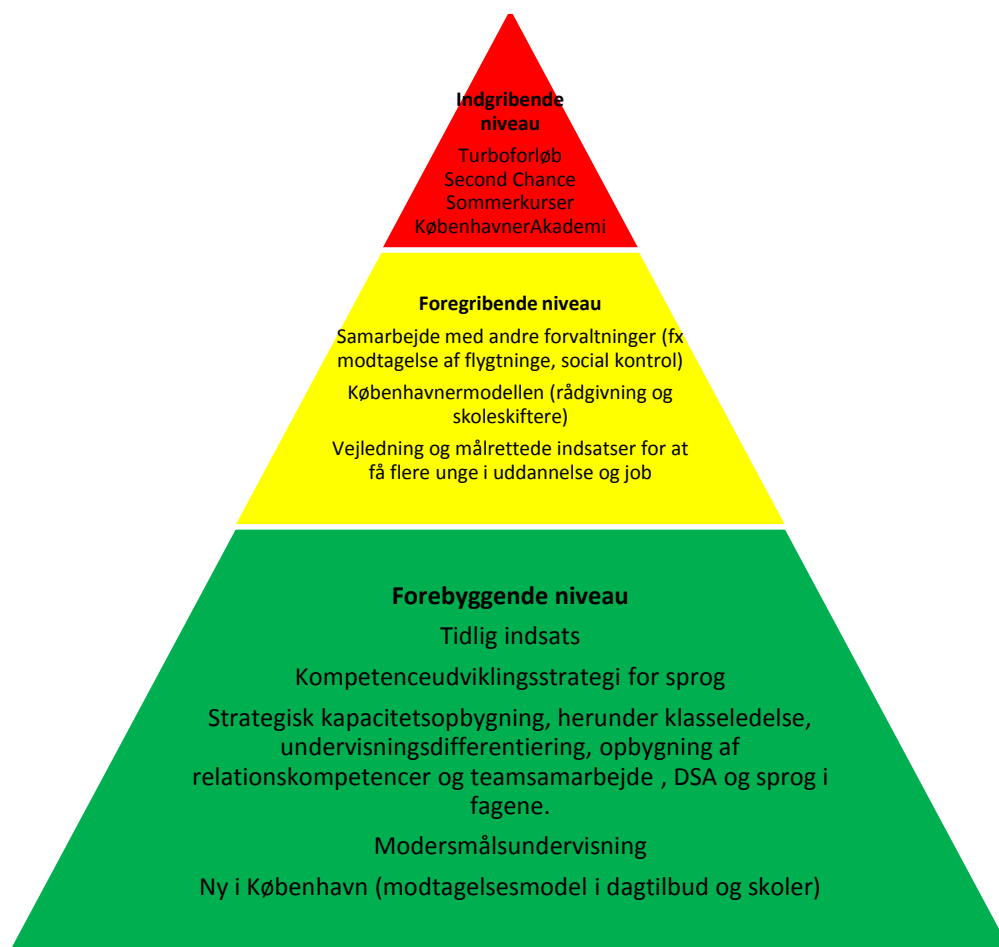 Indgribende
niveau
Turboforløb
Second Chance
Sommerkurser
KøbenhavnerAkademi
Foregribende niveau
Samarbejde med andre forvaltninger (fx
modtagelse af flygtninge, social kontrol)
Københavnermodellen (rådgivning og
skoleskiftere)
Vejledning og målrettede indsatser for at
få flere unge i uddannelse og job
Forebyggende niveau
Tidlig indsats
Kompetenceudviklingsstrategi for sprog
Strategisk kapacitetsopbygning, herunder klasseledelse,
undervisningsdifferentiering, opbygning af
relationskompetencer og teamsamarbejde , DSA og sprog i
fagene.
Modersmålsundervisning
Ny i København (modtagelsesmodel i dagtilbud og skoler)